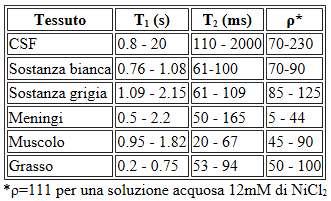 Tessuto T₁ (s) T₂ (ms) ρ*
CSF 0.8 - 20 110 - 2000 70-230
Sostanza bianca 0.76 - 1.08 61-100 70-90
Sostanza grigia 1.09 - 2.15 61 - 109 85 - 125
Meningi 0.5 - 2.2 50 - 165 5 - 44
Muscolo 0.95 - 1.82 20 - 67 45 - 90
Grasso 0.2 - 0.75 53 - 94 50 - 100
*ρ=111 per una soluzione acquosa 12mM di NiCl₂